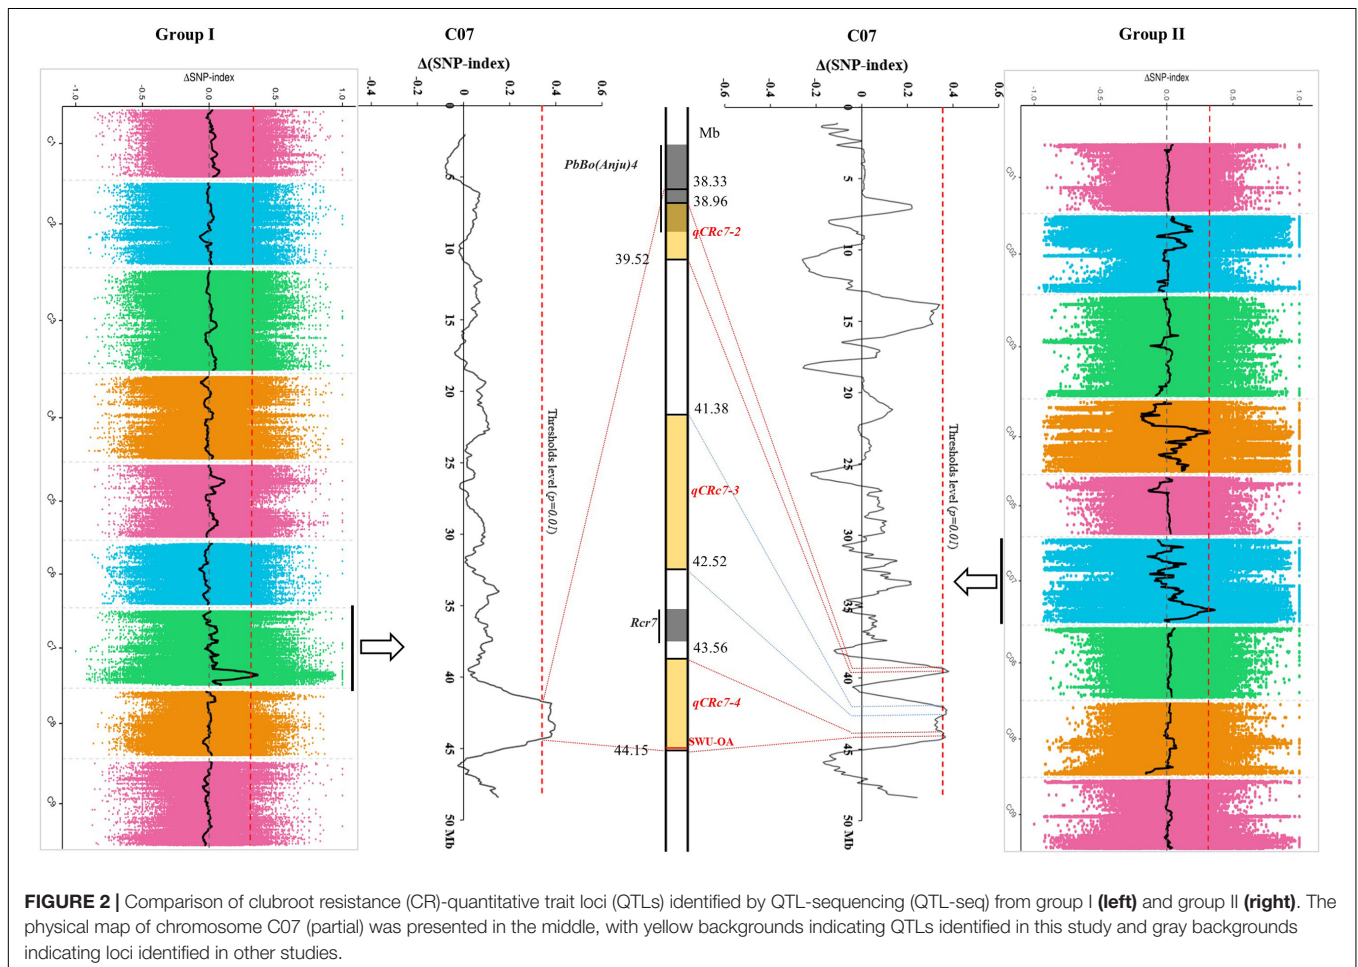 Group I
C07
C07
Group II
Δ(SNP-index)
Δ(SNP-index)
ΔSNP-index
-1.0
-0.5
0.0
0.5
1.0
-0.4
-0.2
0
0.2
0.4
0.6
-0.4
-0.2
0
0.2
0.4
0.6
ΔSNP-index
-1.0
-0.5
0.0
0.5
1.0
C1
C2
C3
C4
C5
C6
C7
C8
C9
5
10
15
20
25
30
35
40
45
50 Mb
Thresholds level (p=0.01)
Mb
PbBo(Anju)4
38.33
38.96
qCRc7-2
39.52
41.38
qCRc7-3
42.52
Rcr7
43.56
qCRc7-4
SWU-OA
44.15
0
5
10
15
20
25
30
35
40
45
50 Mb
Thresholds level (p=0.01)
C01
C02
C03
C04
C05
C07
C06
C08
C09
FIGURE 2 | Comparison of clubroot resistance (CR)-quantitative trait loci (QTLs) identified by QTL-sequencing (QTL-seq) from group I (left) and group II (right). The
physical map of chromosome C07 (partial) was presented in the middle, with yellow backgrounds indicating QTLs identified in this study and gray backgrounds
indicating loci identified in other studies.